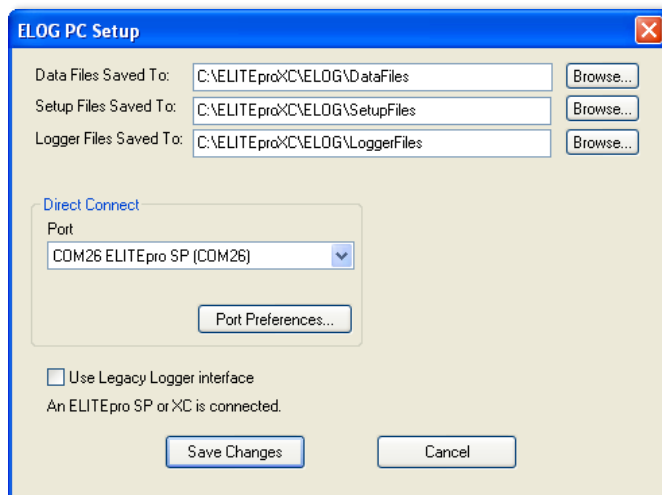 ELOG PC Setup
Data Files Saved To: C:\ELITEproXC\ELOG\DataFiles Browse...
Setup Files Saved To: C:\ELITEproXC\ELOG\SetupFiles Browse...
Logger Files Saved To: C:\ELITEproXC\ELOG\LoggerFiles Browse...
Direct Connect
Port
COM26 ELITEpro SP (COM26)
Port Preferences...
Use Legacy Logger interface
An ELITEpro SP or XC is connected.
Save Changes Cancel